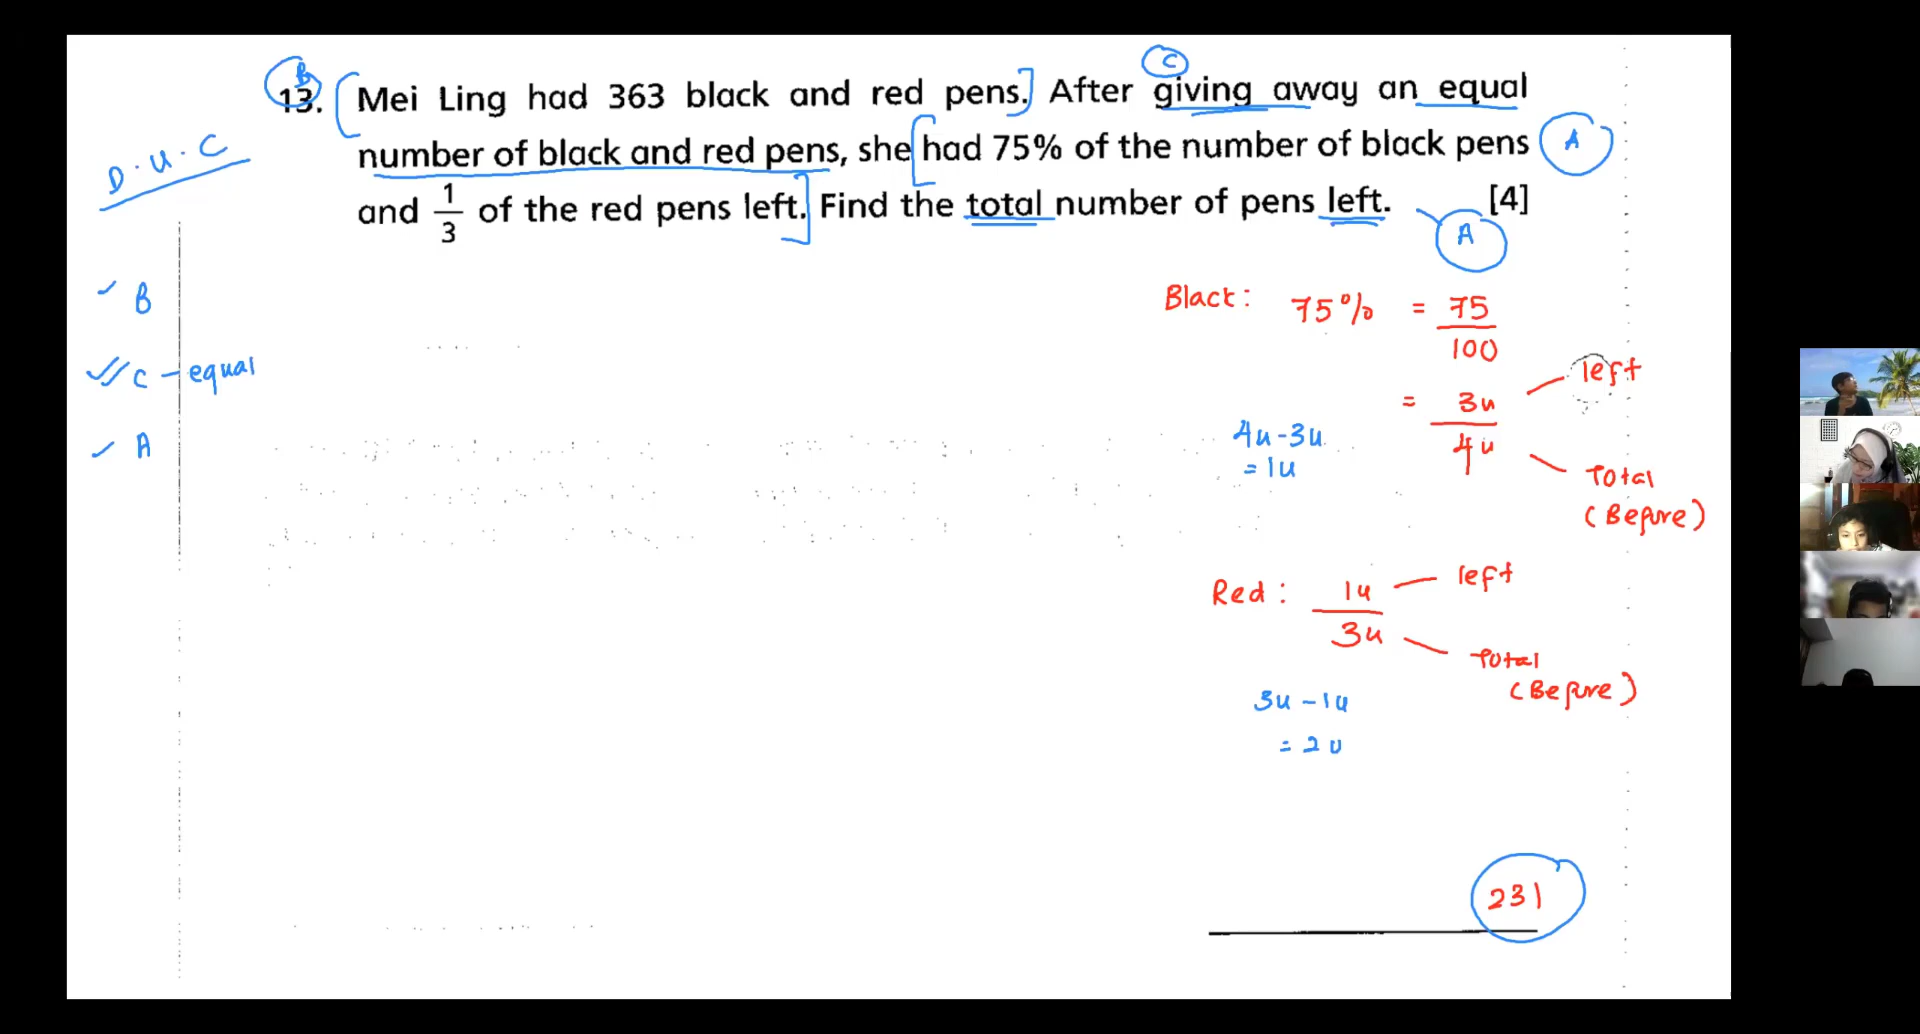 B
C
13. [Mei Ling had 363 black and red pens.] After giving away an equal
number of black and red pens, she [had 75% of the number of black pens A
and 1/3 of the red pens left.] Find the total number of pens left. [4]
A
D.U.C
B
C - equal
A
Black: 75% = 75/100
= 3u/4u
left
Total
(Before)
4u-3u
= 1u
Red: 1u/3u
left
Total
(Before)
3u - 1u
= 2u
231